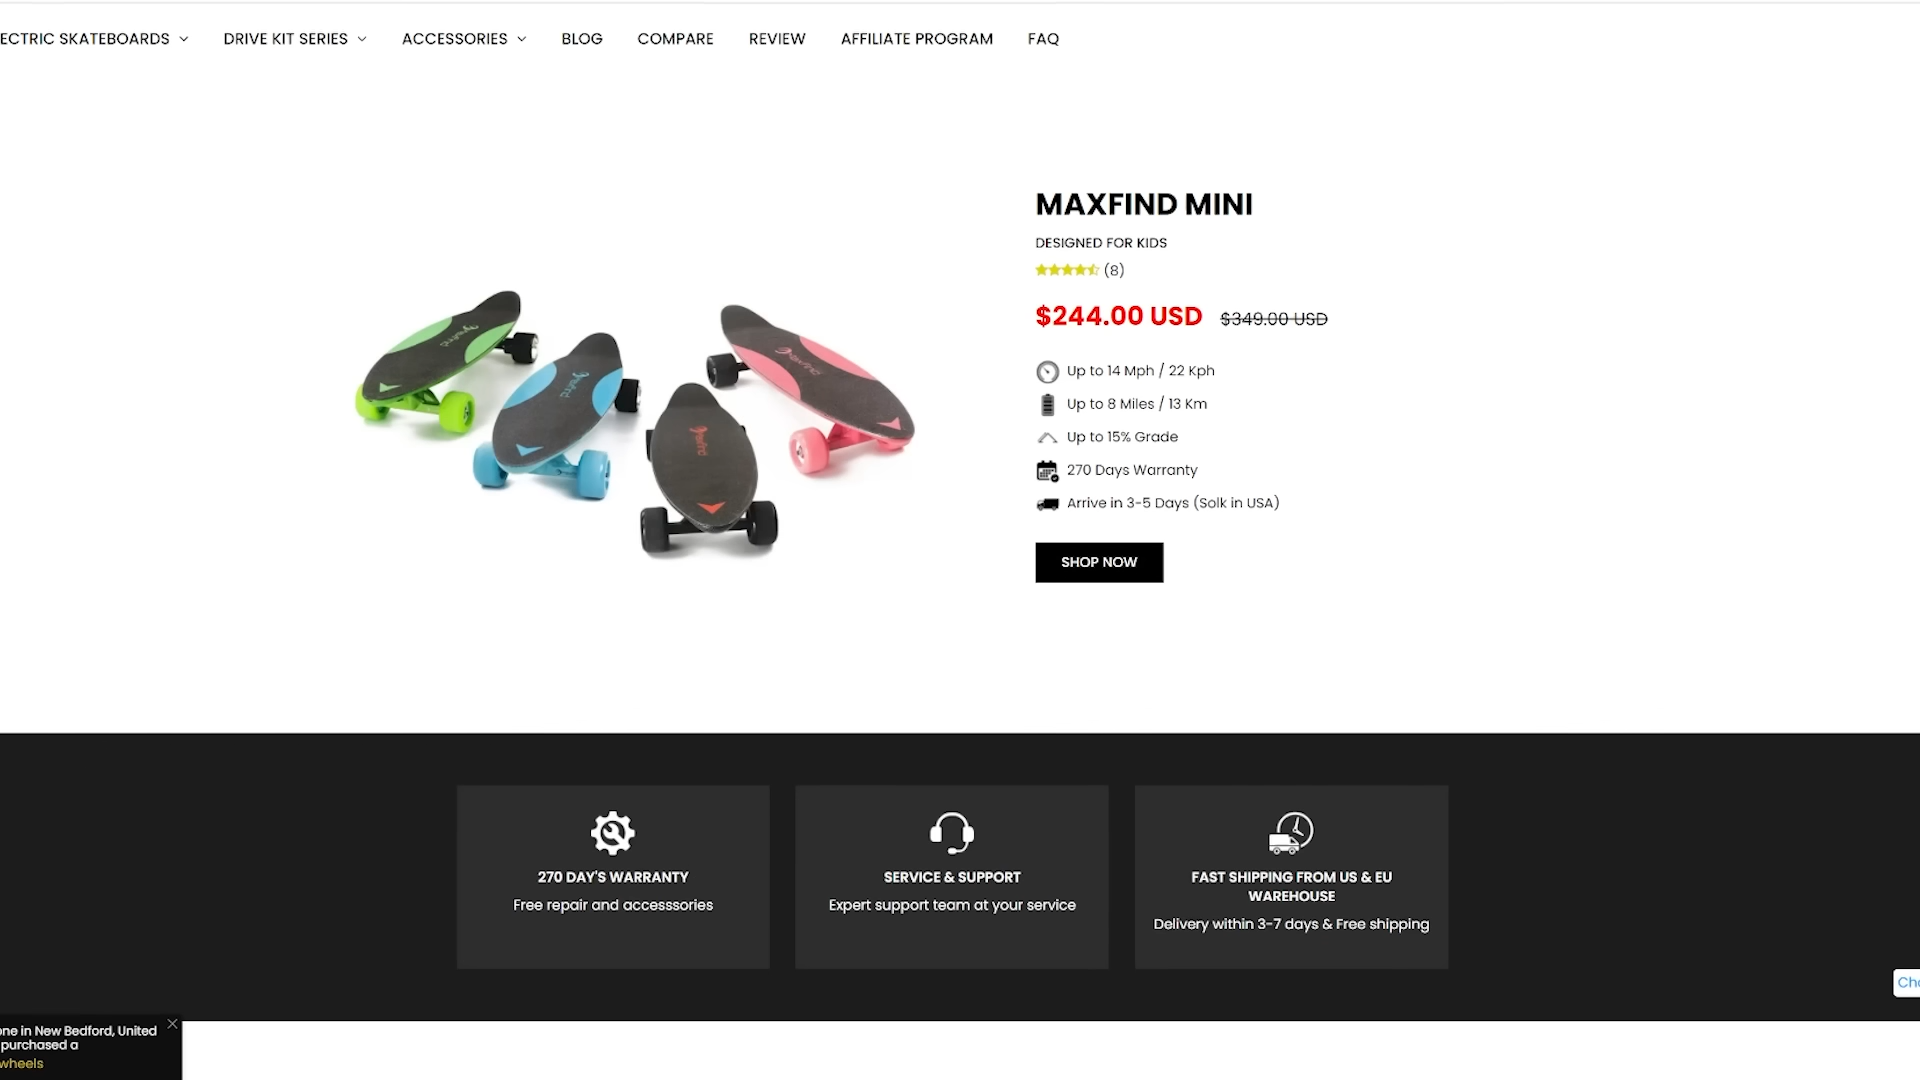 ECTRIC SKATEBOARDS DRIVE KIT SERIES ACCESSORIES BLOG COMPARE REVIEW AFFILIATE PROGRAM FAQ
MAXFIND MINI
DESIGNED FOR KIDS
(8)
$244.00 USD $349.00 USD
Up to 14 Mph / 22 Kph
Up to 8 Miles / 13 Km
Up to 15% Grade
270 Days Warranty
Arrive in 3-5 Days (Solk in USA)
SHOP NOW
270 DAY'S WARRANTY
Free repair and accesssories
SERVICE & SUPPORT
Expert support team at your service
FAST SHIPPING FROM US & EU
WAREHOUSE
Delivery within 3-7 days & Free shipping
one in New Bedford, United
purchased a
wheels